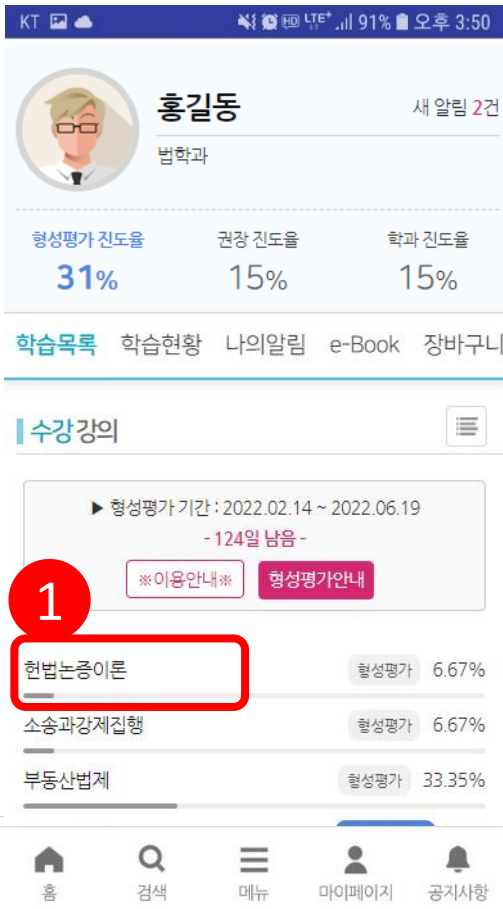 KT HD LTE+ 91% 오후 3:50
홍길동 새 알림 2건
법학과
형성평가 진도율 권장 진도율 학과 진도율
31% 15% 15%
학습목록 학습현황 나의알림 e-Book 장바구니
수강 강의
▶ 형성평가 기간 : 2022.02.14 ~ 2022.06.19
- 124일 남음 -
※이용안내※ 형성평가안내
1
헌법논증이론 형성평가 6.67%
소송과강제집행 형성평가 6.67%
부동산법제 형성평가 33.35%
홈 검색 메뉴 마이페이지 공지사항